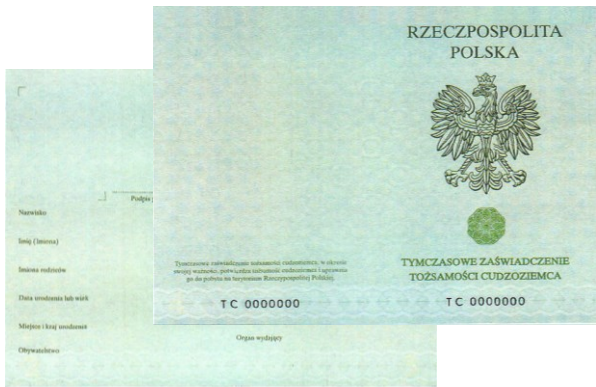 RZECZPOSPOLITA
POLSKA
Tymczasowe zaświadczenie tożsamości cudzoziemca, w okresie
swojej ważności, potwierdza tożsamość cudzoziemca i uprawnia
go do pobytu na terytorium Rzeczypospolitej Polskiej.
TYMCZASOWE ZAŚWIADCZENIE
TOŻSAMOŚCI CUDZOZIEMCA
TC 0000000
TC 0000000
Podpis
Nazwisko
Imię (Imiona)
Imiona rodziców
Data urodzenia lub wiek
Miejsce i kraj urodzenia
Organ wydający
Obywatelstwo